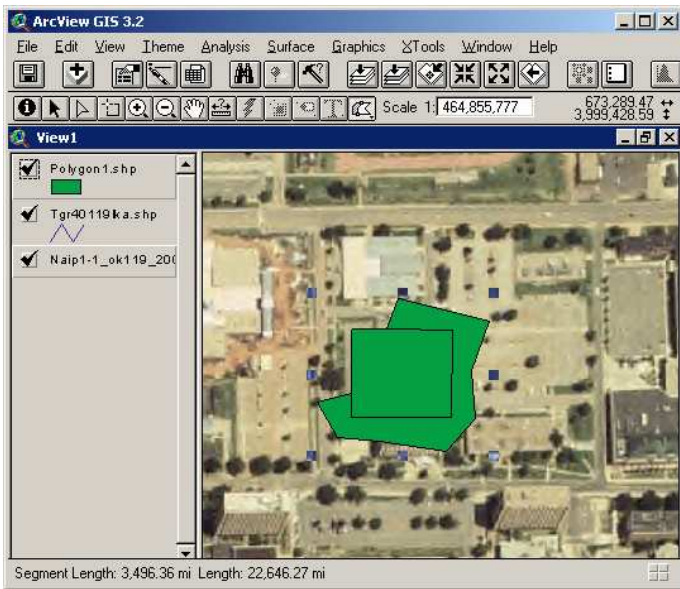 ArcView GIS 3.2
File Edit View Theme Analysis Surface Graphics XTools Window Help
Scale 1: 464,855,777
673,289.47
3,999,428.59
View1
Polygon1.shp
Tgr40119lka.shp
Naip1-1_ok119_200
Segment Length: 3,496.36 mi Length: 22,646.27 mi